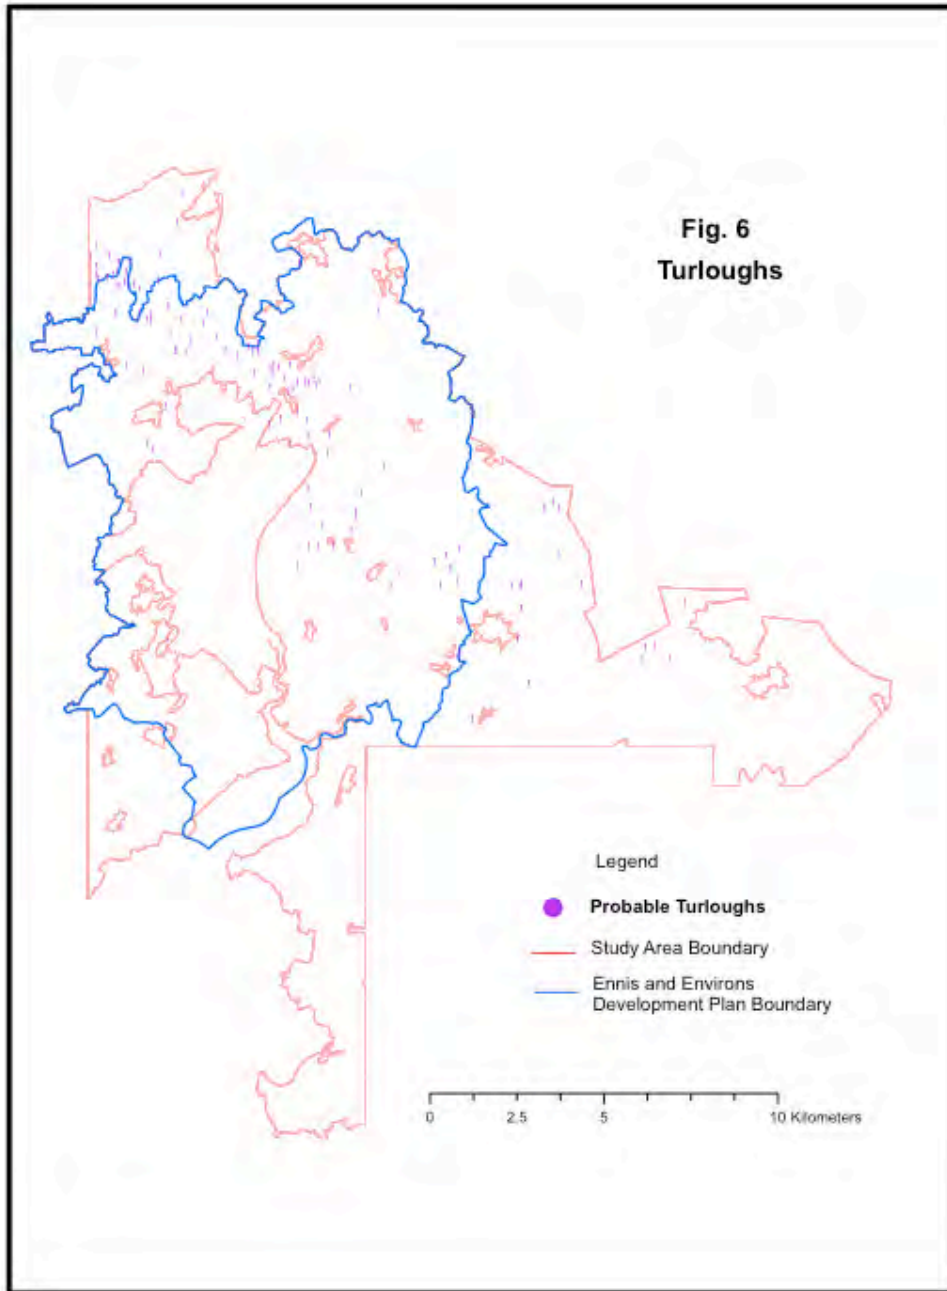 Fig. 6
Turloughs
Legend
Probable Turloughs
Study Area Boundary
Ennis and Environs
Development Plan Boundary
0 2.5 5 10 Kilometers